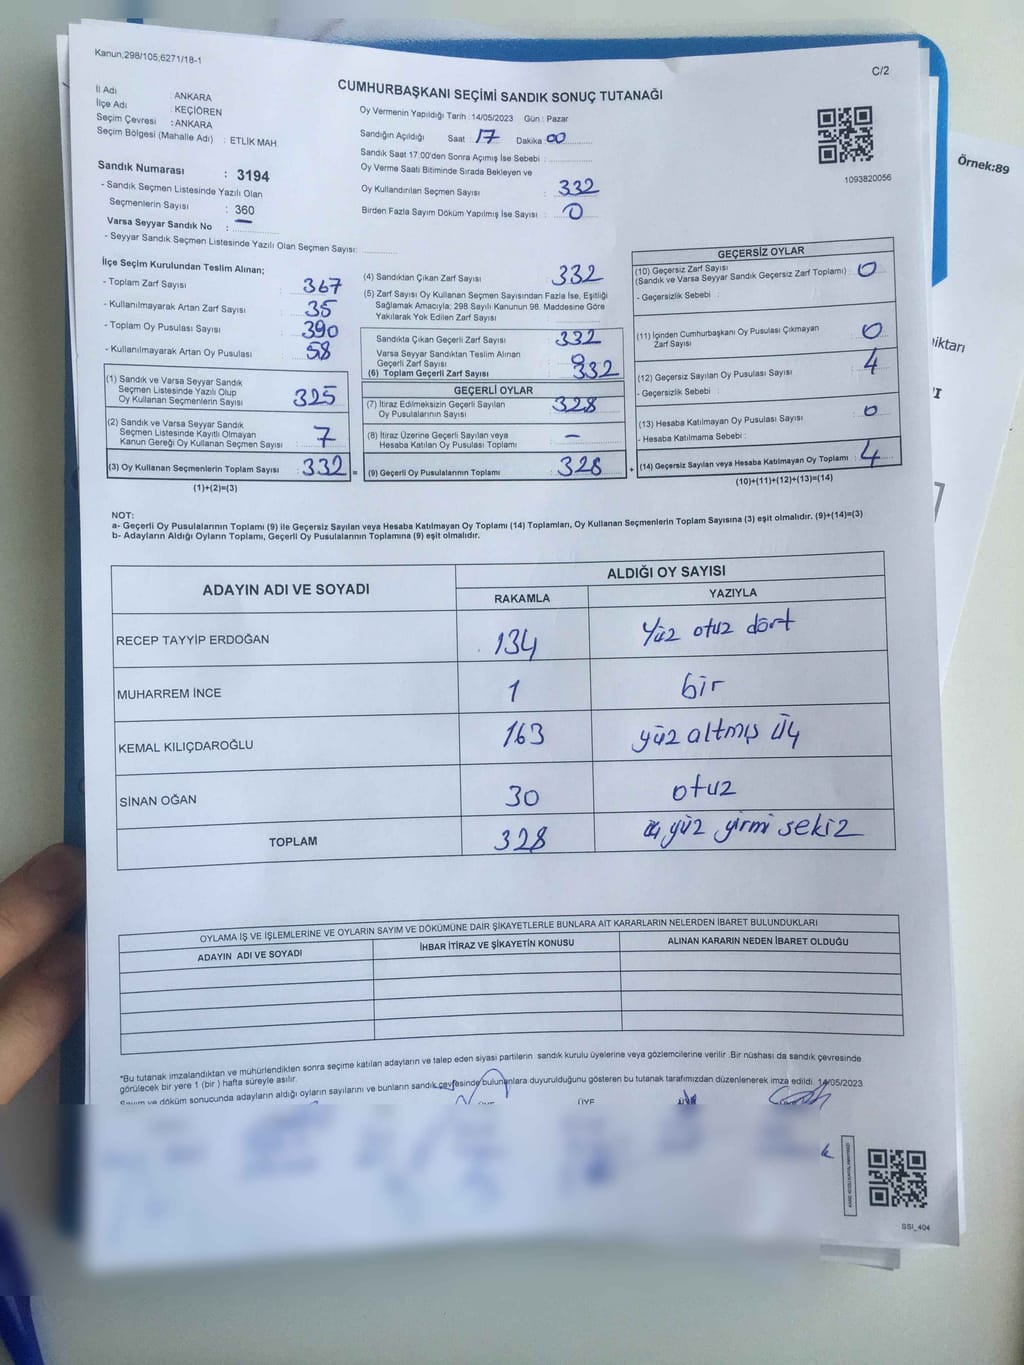 Kanun;298/105;6271/18-1
C/2
CUMHURBAŞKANI SEÇİMİ SANDIK SONUÇ TUTANAĞI
İl Adı : ANKARA
İlçe Adı : KEÇİÖREN
Seçim Çevresi : ANKARA
Seçim Bölgesi (Mahalle Adı) : ETLİK MAH.
Sandık Numarası : 3194
- Sandık Seçmen Listesinde Yazılı Olan
Seçmenlerin Sayısı : 360
Varsa Seyyar Sandık No : —
- Seyyar Sandık Seçmen Listesinde Yazılı Olan Seçmen Sayısı:
Oy Vermenin Yapıldığı Tarih : 14/05/2023 Gün : Pazar
Sandığın Açıldığı Saat : 17 Dakika : 00
Sandık Saat 17:00'den Sonra Açımış İse Sebebi :
Oy Verme Saati Bitiminde Sırada Bekleyen ve
Oy Kullandırılan Seçmen Sayısı : 332
Birden Fazla Sayım Döküm Yapılmış İse Sayısı : 0
1093820056
Örnek:89
İlçe Seçim Kurulundan Teslim Alınan;
- Toplam Zarf Sayısı : 367
- Kullanılmayarak Artan Zarf Sayısı : 35
- Toplam Oy Pusulası Sayısı : 390
- Kullanılmayarak Artan Oy Pusulası : 58
(1) Sandık ve Varsa Seyyar Sandık
Seçmen Listesinde Yazılı Olup
Oy Kullanan Seçmenlerin Sayısı : 325
(2) Sandık ve Varsa Seyyar Sandık
Seçmen Listesinde Kayıtlı Olmayan
Kanun Gereği Oy Kullanan Seçmen Sayısı : 7
(3) Oy Kullanan Seçmenlerin Toplam Sayısı : 332 =
(1)+(2)=(3)
(4) Sandıktan Çıkan Zarf Sayısı : 332
(5) Zarf Sayısı Oy Kullanan Seçmen Sayısından Fazla İse, Eşitliği
Sağlamak Amacıyla; 298 Sayılı Kanunun 98. Maddesine Göre
Yakılarak Yok Edilen Zarf Sayısı :
Sandıkta Çıkan Geçerli Zarf Sayısı : 332
Varsa Seyyar Sandıktan Teslim Alınan
Geçerli Zarf Sayısı : 0
(6) Toplam Geçerli Zarf Sayısı : 332
GEÇERLİ OYLAR
(7) İtiraz Edilmeksizin Geçerli Sayılan
Oy Pusulalarının Sayısı : 328
(8) İtiraz Üzerine Geçerli Sayılan veya
Hesaba Katılan Oy Pusulası Toplamı : —
(9) Geçerli Oy Pusulalarının Toplamı : 328 +
GEÇERSİZ OYLAR
(10) Geçersiz Zarf Sayısı
(Sandık ve Varsa Seyyar Sandık Geçersiz Zarf Toplamı) : 0
- Geçersizlik Sebebi :
(11) İçinden Cumhurbaşkanı Oy Pusulası Çıkmayan
Zarf Sayısı : 0
(12) Geçersiz Sayılan Oy Pusulası Sayısı : 4
- Geçersizlik Sebebi :
(13) Hesaba Katılmayan Oy Pusulası Sayısı : 0
- Hesaba Katılmama Sebebi :
(14) Geçersiz Sayılan veya Hesaba Katılmayan Oy Toplamı : 4
(10)+(11)+(12)+(13)=(14)
NOT:
a- Geçerli Oy Pusulalarının Toplamı (9) ile Geçersiz Sayılan veya Hesaba Katılmayan Oy Toplamı (14) Toplamları, Oy Kullanan Seçmenlerin Toplam Sayısına (3) eşit olmalıdır. (9)+(14)=(3)
b- Adayların Aldığı Oyların Toplamı, Geçerli Oy Pusulalarının Toplamına (9) eşit olmalıdır.
ADAYIN ADI VE SOYADI ALDIĞI OY SAYISI
RAKAMLA YAZIYLA
RECEP TAYYİP ERDOĞAN 134 Yüz otuz dört
MUHARREM İNCE 1 bir
KEMAL KILIÇDAROĞLU 163 yüz altmış üç
SİNAN OĞAN 30 otuz
TOPLAM 328 üç yüz yirmi sekiz
OYLAMA İŞ VE İŞLEMLERİNE VE OYLARIN SAYIM VE DÖKÜMÜNE DAİR ŞİKAYETLERLE BUNLARA AİT KARARLARIN NELERDEN İBARET BULUNDUKLARI
ADAYIN ADI VE SOYADI İHBAR İTİRAZ VE ŞİKAYETİN KONUSU ALINAN KARARIN NEDEN İBARET OLDUĞU
*Bu tutanak imzalandıktan ve mühürlendikten sonra seçime katılan adayların ve talep eden siyasi partilerin sandık kurulu üyelerine veya gözlemcilerine verilir. Bir nüshası da sandık çevresinde
görülecek bir yere 1 (bir ) hafta süreyle asılır.
Sayım ve döküm sonucunda adayların aldığı oyların sayılarını ve bunların sandık çevresinde bulunanlara duyurulduğunu gösteren bu tutanak tarafımızdan düzenlenerek imza edildi. 14/05/2023
ÜYE
SSI_404